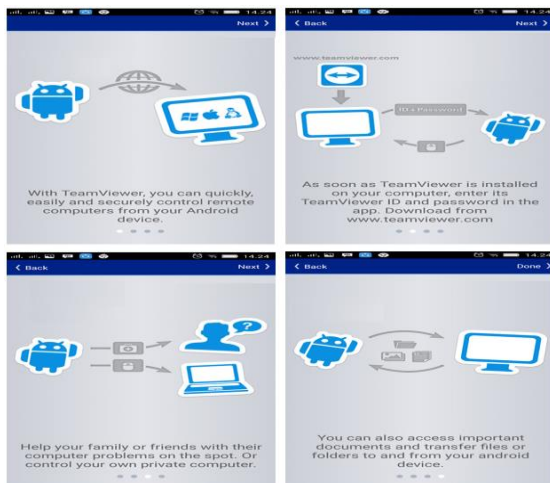 14.24
Next >
With TeamViewer, you can quickly,
easily and securely control remote
computers from your Android
device.
14.24
< Back
Next >
www.teamviewer.com
ID+Password
As soon as TeamViewer is installed
on your computer, enter its
TeamViewer ID and password in the
app. Download from
www.teamviewer.com
14.24
< Back
Next >
?
Help your family or friends with their
computer problems on the spot. Or
control your own private computer.
14.24
< Back
Done >
You can also access important
documents and transfer files or
folders to and from your android
device.